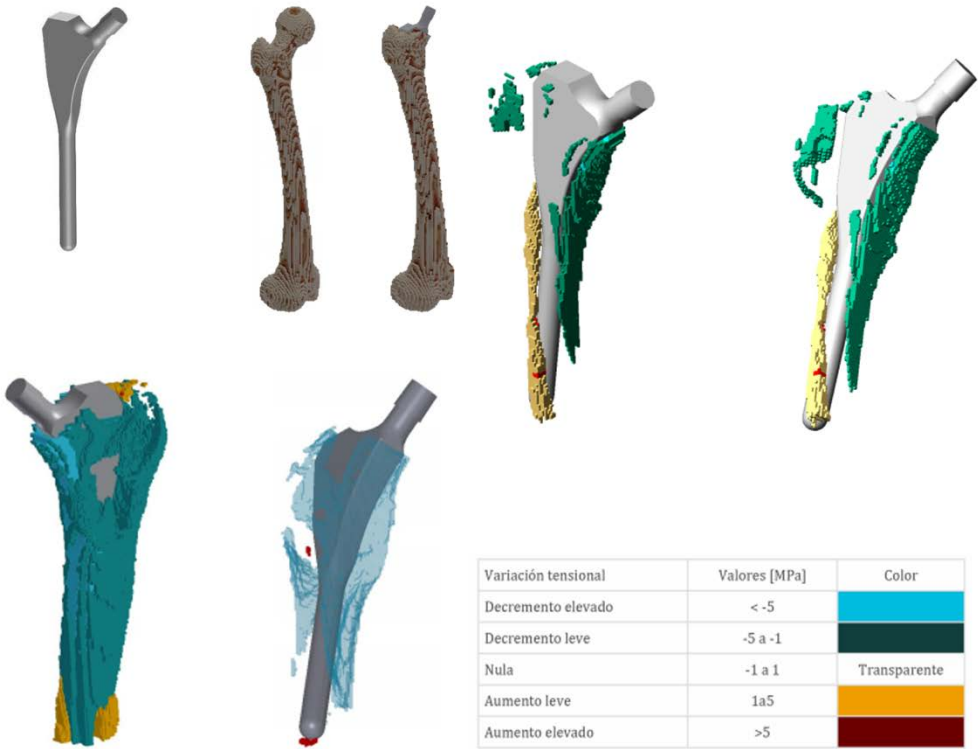 Variación tensional Valores [MPa] Color
Decremento elevado < -5
Decremento leve -5 a -1
Nula -1 a 1 Transparente
Aumento leve 1a5
Aumento elevado >5